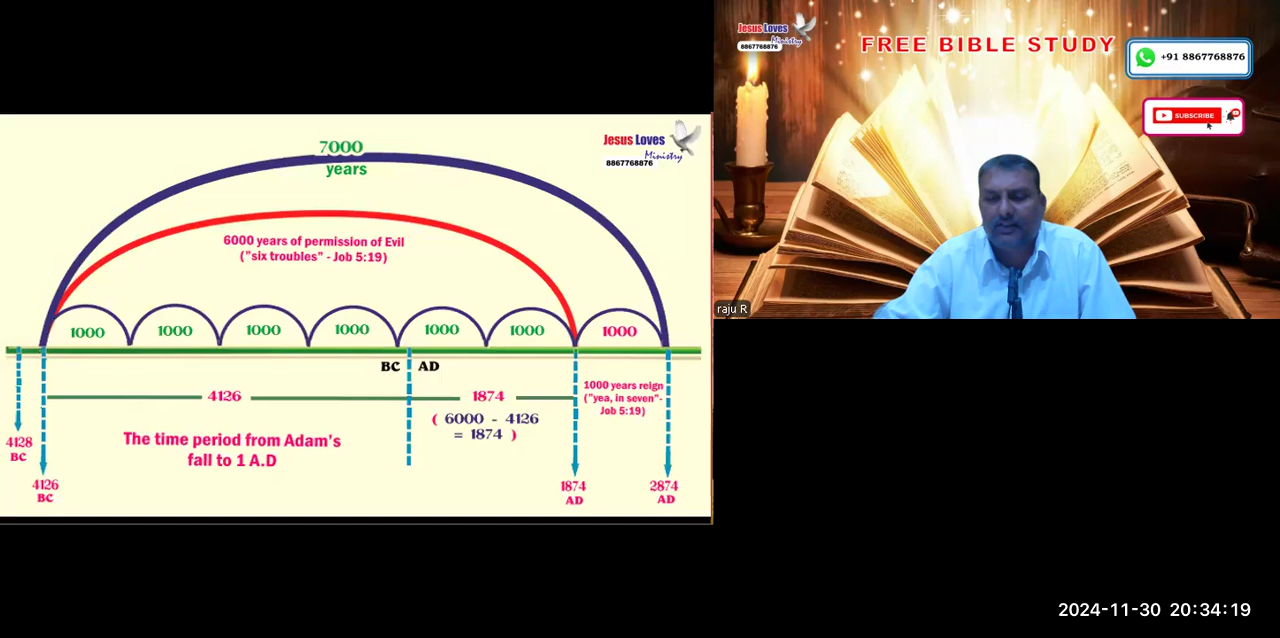 Jesus Loves
Ministry
8867768876
7000
years
6000 years of permission of Evil
("six troubles" - Job 5:19)
1000
1000
1000
1000
1000
1000
1000
BC
AD
4126
1874
( 6000 - 4126
= 1874 )
1000 years reign
("yea, in seven"-
Job 5:19)
The time period from Adam's
fall to 1 A.D
4128
BC
4126
BC
1874
AD
2874
AD
Jesus Loves
Ministry
8867768876
FREE BIBLE STUDY
+91 8867768876
SUBSCRIBE
raju R
2024-11-30 20:34:19